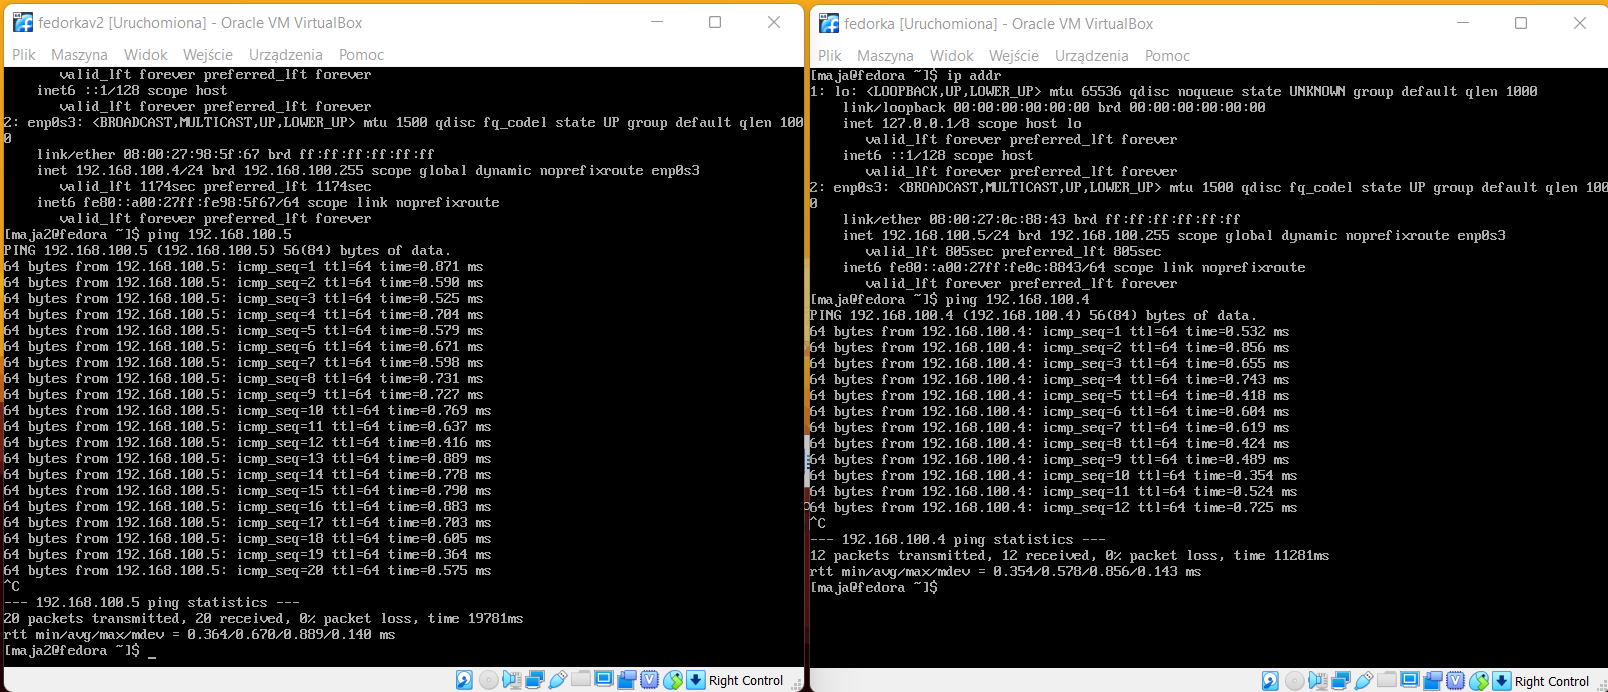 fedorkav2 [Uruchomiona] - Oracle VM VirtualBox
Plik Maszyna Widok Wejście Urządzenia Pomoc
valid_lft forever preferred_lft forever
inet6 ::1/128 scope host
valid_lft forever preferred_lft forever
2: enp0s3: <BROADCAST,MULTICAST,UP,LOWER_UP> mtu 1500 qdisc fq_codel state UP group default qlen 100
0
link/ether 08:00:27:98:5f:67 brd ff:ff:ff:ff:ff:ff
inet 192.168.100.4/24 brd 192.168.100.255 scope global dynamic noprefixroute enp0s3
valid_lft 1174sec preferred_lft 1174sec
inet6 fe80::a00:27ff:fe98:5f67/64 scope link noprefixroute
valid_lft forever preferred_lft forever
[maja2@fedora ~]$ ping 192.168.100.5
PING 192.168.100.5 (192.168.100.5) 56(84) bytes of data.
64 bytes from 192.168.100.5: icmp_seq=1 ttl=64 time=0.871 ms
64 bytes from 192.168.100.5: icmp_seq=2 ttl=64 time=0.590 ms
64 bytes from 192.168.100.5: icmp_seq=3 ttl=64 time=0.525 ms
64 bytes from 192.168.100.5: icmp_seq=4 ttl=64 time=0.704 ms
64 bytes from 192.168.100.5: icmp_seq=5 ttl=64 time=0.579 ms
64 bytes from 192.168.100.5: icmp_seq=6 ttl=64 time=0.671 ms
64 bytes from 192.168.100.5: icmp_seq=7 ttl=64 time=0.598 ms
64 bytes from 192.168.100.5: icmp_seq=8 ttl=64 time=0.731 ms
64 bytes from 192.168.100.5: icmp_seq=9 ttl=64 time=0.727 ms
64 bytes from 192.168.100.5: icmp_seq=10 ttl=64 time=0.769 ms
64 bytes from 192.168.100.5: icmp_seq=11 ttl=64 time=0.637 ms
64 bytes from 192.168.100.5: icmp_seq=12 ttl=64 time=0.416 ms
64 bytes from 192.168.100.5: icmp_seq=13 ttl=64 time=0.889 ms
64 bytes from 192.168.100.5: icmp_seq=14 ttl=64 time=0.778 ms
64 bytes from 192.168.100.5: icmp_seq=15 ttl=64 time=0.790 ms
64 bytes from 192.168.100.5: icmp_seq=16 ttl=64 time=0.883 ms
64 bytes from 192.168.100.5: icmp_seq=17 ttl=64 time=0.703 ms
64 bytes from 192.168.100.5: icmp_seq=18 ttl=64 time=0.605 ms
64 bytes from 192.168.100.5: icmp_seq=19 ttl=64 time=0.364 ms
64 bytes from 192.168.100.5: icmp_seq=20 ttl=64 time=0.575 ms
^C
--- 192.168.100.5 ping statistics ---
20 packets transmitted, 20 received, 0% packet loss, time 19781ms
rtt min/avg/max/mdev = 0.364/0.670/0.889/0.140 ms
[maja2@fedora ~]$ _
Right Control
fedorka [Uruchomiona] - Oracle VM VirtualBox
Plik Maszyna Widok Wejście Urządzenia Pomoc
[maja@fedora ~]$ ip addr
1: lo: <LOOPBACK,UP,LOWER_UP> mtu 65536 qdisc noqueue state UNKNOWN group default qlen 1000
link/loopback 00:00:00:00:00:00 brd 00:00:00:00:00:00
inet 127.0.0.1/8 scope host lo
valid_lft forever preferred_lft forever
inet6 ::1/128 scope host
valid_lft forever preferred_lft forever
2: enp0s3: <BROADCAST,MULTICAST,UP,LOWER_UP> mtu 1500 qdisc fq_codel state UP group default qlen 100
0
link/ether 08:00:27:0c:88:43 brd ff:ff:ff:ff:ff:ff
inet 192.168.100.5/24 brd 192.168.100.255 scope global dynamic noprefixroute enp0s3
valid_lft 805sec preferred_lft 805sec
inet6 fe80::a00:27ff:fe0c:8843/64 scope link noprefixroute
valid_lft forever preferred_lft forever
[maja@fedora ~]$ ping 192.168.100.4
PING 192.168.100.4 (192.168.100.4) 56(84) bytes of data.
64 bytes from 192.168.100.4: icmp_seq=1 ttl=64 time=0.532 ms
64 bytes from 192.168.100.4: icmp_seq=2 ttl=64 time=0.856 ms
64 bytes from 192.168.100.4: icmp_seq=3 ttl=64 time=0.655 ms
64 bytes from 192.168.100.4: icmp_seq=4 ttl=64 time=0.743 ms
64 bytes from 192.168.100.4: icmp_seq=5 ttl=64 time=0.418 ms
64 bytes from 192.168.100.4: icmp_seq=6 ttl=64 time=0.604 ms
64 bytes from 192.168.100.4: icmp_seq=7 ttl=64 time=0.619 ms
64 bytes from 192.168.100.4: icmp_seq=8 ttl=64 time=0.424 ms
64 bytes from 192.168.100.4: icmp_seq=9 ttl=64 time=0.489 ms
64 bytes from 192.168.100.4: icmp_seq=10 ttl=64 time=0.354 ms
64 bytes from 192.168.100.4: icmp_seq=11 ttl=64 time=0.524 ms
64 bytes from 192.168.100.4: icmp_seq=12 ttl=64 time=0.725 ms
^C
--- 192.168.100.4 ping statistics ---
12 packets transmitted, 12 received, 0% packet loss, time 11281ms
rtt min/avg/max/mdev = 0.354/0.578/0.856/0.143 ms
[maja@fedora ~]$
Right Control